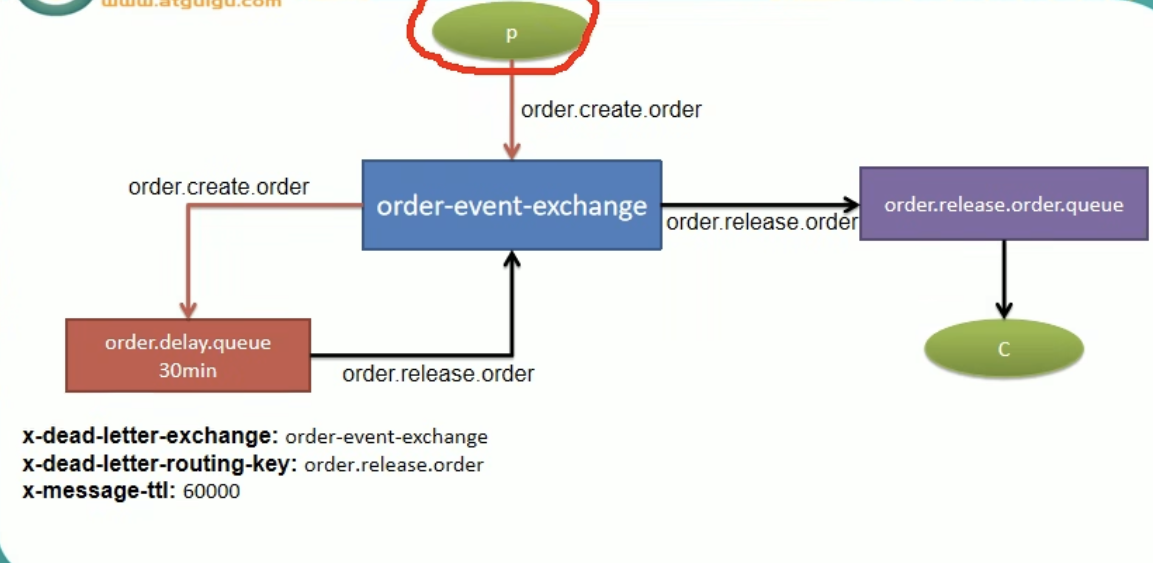 www.atguigu.com
P
order.create.order
order.create.order
order-event-exchange
order.release.order
order.release.order.queue
order.delay.queue
30min
order.release.order
C
x-dead-letter-exchange: order-event-exchange
x-dead-letter-routing-key: order.release.order
x-message-ttl: 60000